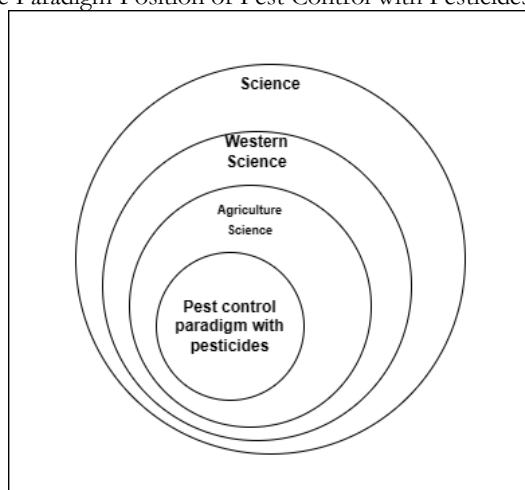 Paradigm Position of Pest Control with Pesticides
Science
Western
Science
Agriculture
Science
Pest control
paradigm with
pesticides